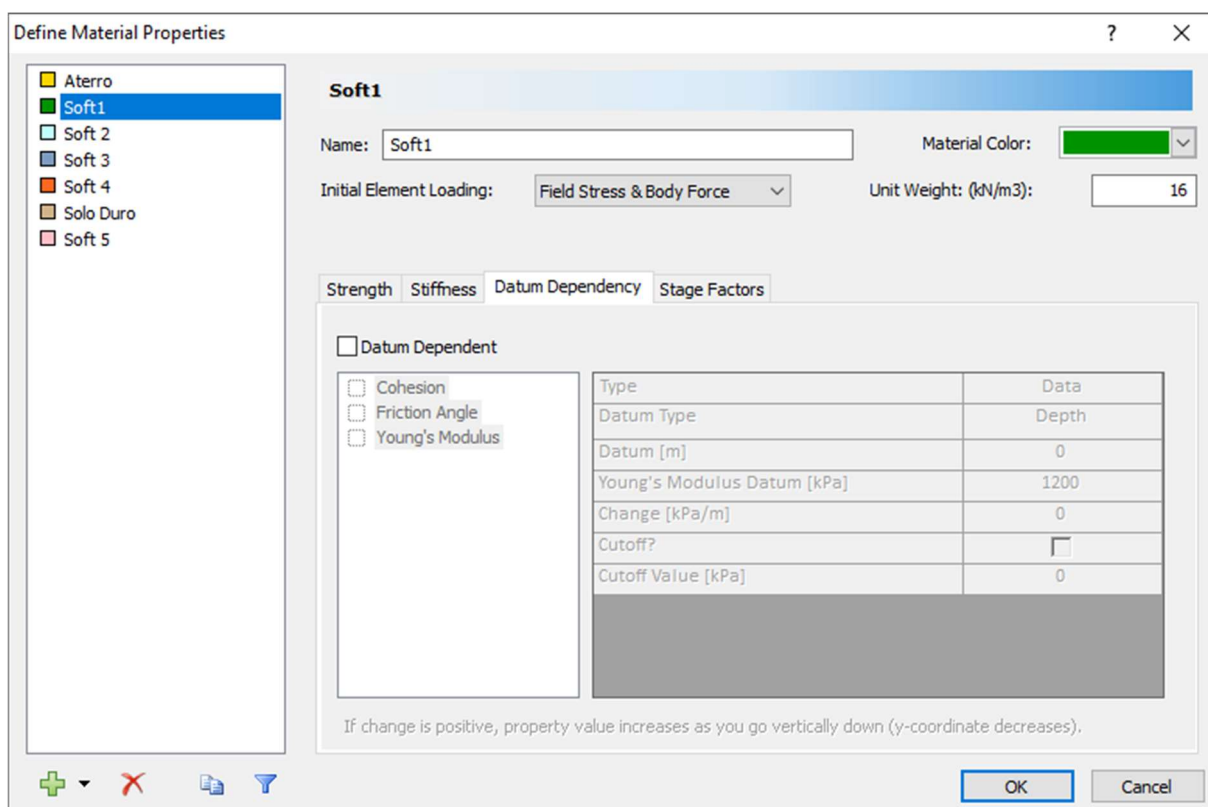 Define Material Properties
?
Aterro
Soft1
Soft 2
Soft 3
Soft 4
Solo Duro
Soft 5
Soft1
Name: Soft1
Material Color:
Initial Element Loading: Field Stress & Body Force
Unit Weight: (kN/m3): 16
Strength Stiffness Datum Dependency Stage Factors
Datum Dependent
Cohesion
Friction Angle
Young's Modulus
Type Data
Datum Type Depth
Datum [m] 0
Young's Modulus Datum [kPa] 1200
Change [kPa/m] 0
Cutoff?
Cutoff Value [kPa] 0
If change is positive, property value increases as you go vertically down (y-coordinate decreases).
OK Cancel